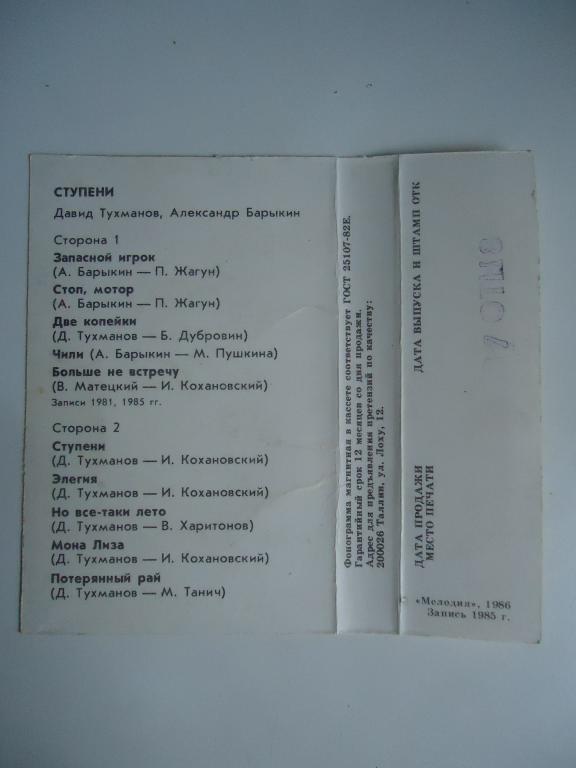 СТУПЕНИ
Давид Тухманов, Александр Барыкин
Сторона 1
Запасной игрок
(А. Барыкин — П. Жагун)
Стоп, мотор
(А. Барыкин — П. Жагун)
Две копейки
(Д. Тухманов — Б. Дубровин)
Чили (А. Барыкин — М. Пушкина)
Больше не встречу
(В. Матецкий — И. Кохановский)
Записи 1981, 1985 гг.
Сторона 2
Ступени
(Д. Тухманов — И. Кохановский)
Элегия
(Д. Тухманов — И. Кохановский)
Но все-таки лето
(Д. Тухманов — В. Харитонов)
Мона Лиза
(Д. Тухманов — И. Кохановский)
Потерянный рай
(Д. Тухманов — М. Танич)
Фонограмма магнитная в кассете соответствует ГОСТ 25107-82Е.
Гарантийный срок 12 месяцев со дня продажи.
Адрес для предъявления претензий по качеству:
200026 Таллин, ул. Лоху, 12.
ДАТА ПРОДАЖИ
МЕСТО ПЕЧАТИ
ДАТА ВЫПУСКА И ШТАМП ОТК
«Мелодия», 1986
Запись 1985 г.